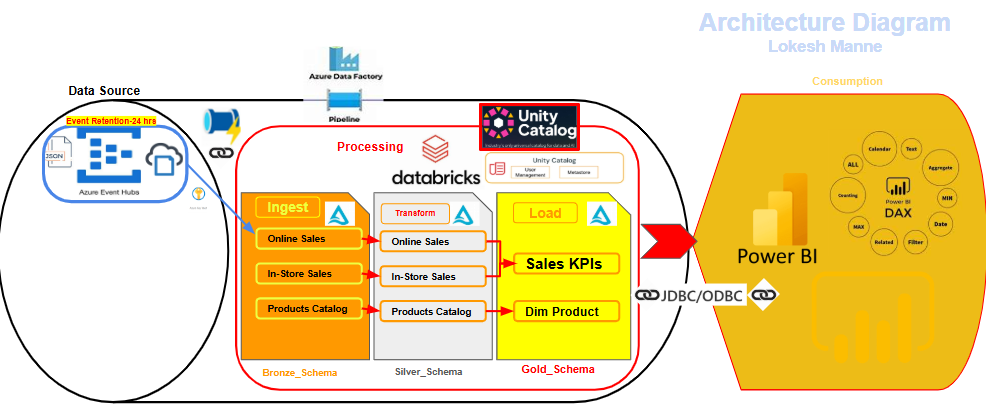 Architecture Diagram
Lokesh Manne
Consumption
Azure Data Factory
Pipeline
Data Source
Event Retention-24 hrs
JSON
Azure Event Hubs
Processing
databricks
Unity
Catalog
Unity Catalog
User
Management
Metastore
Ingest
Online Sales
In-Store Sales
Products Catalog
Bronze_Schema
Transform
Online Sales
In-Store Sales
Products Catalog
Silver_Schema
Load
Sales KPIs
Dim Product
Gold_Schema
JDBC/ODBC
Power BI
Calendar
Text
ALL
Aggregate
Counting
Power BI
DAX
MIN
MAX
Date
Related
Filter